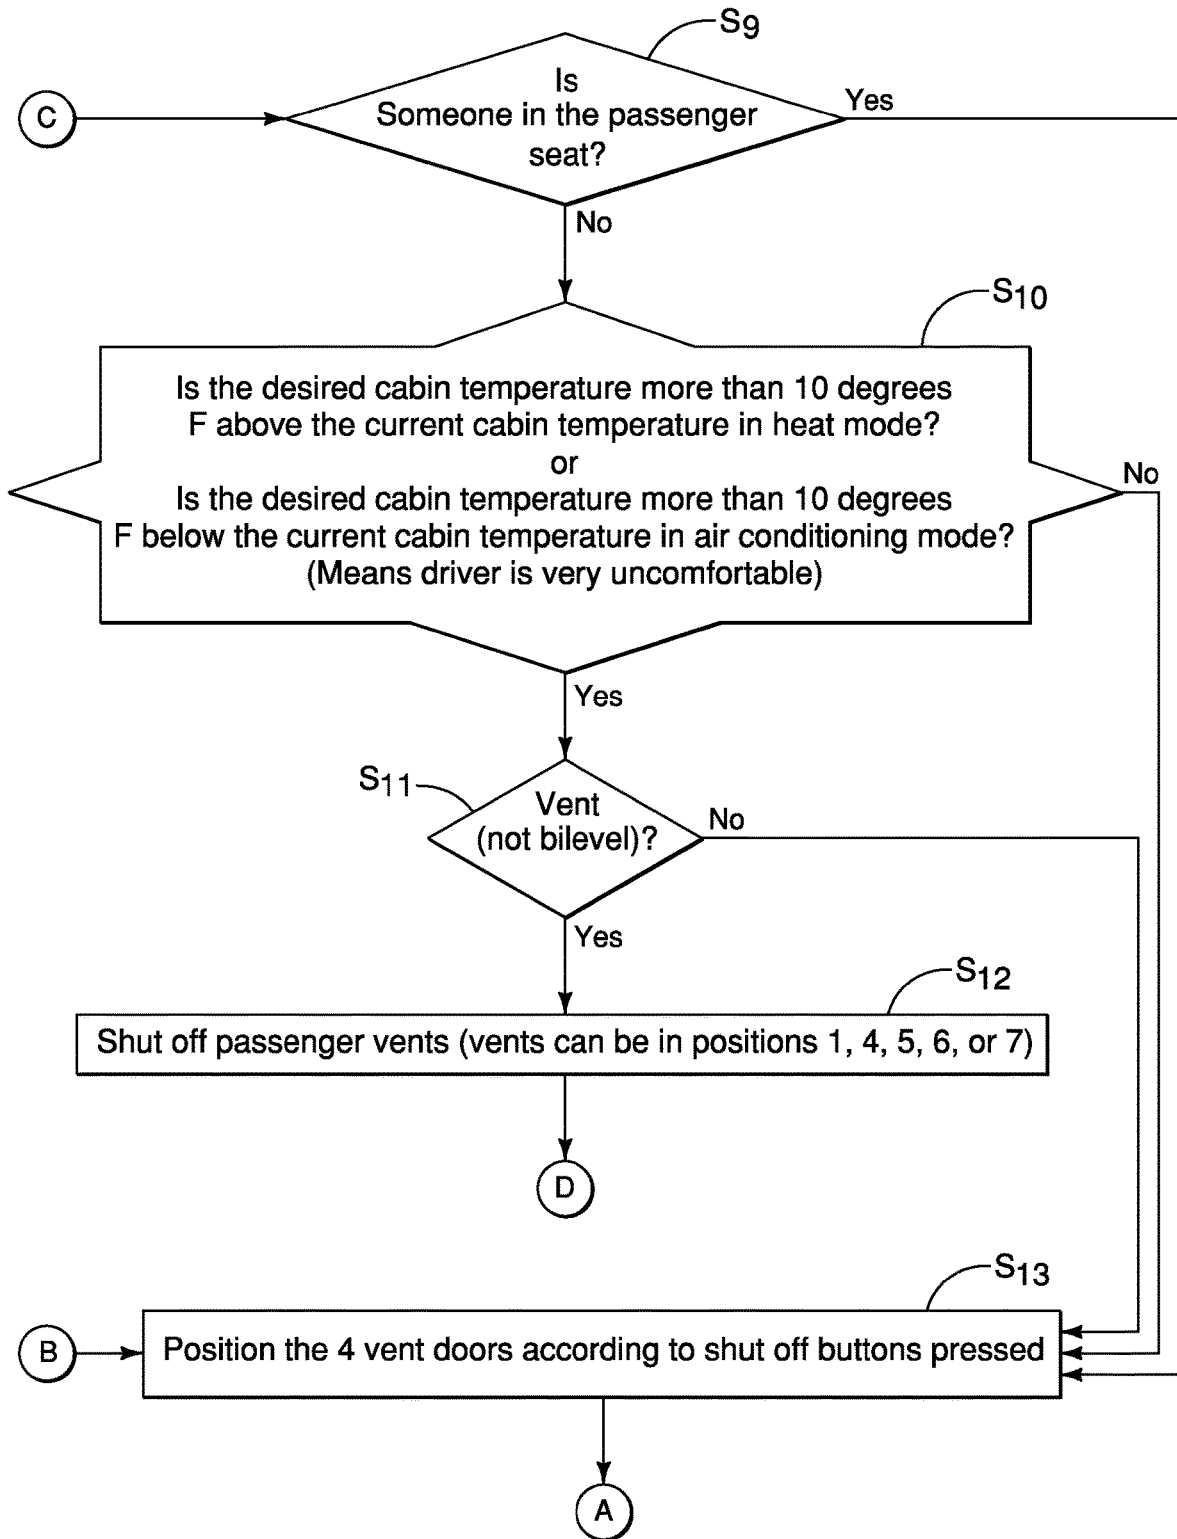 S9
Is
Someone in the passenger
seat?
C
Yes
No
S10
Is the desired cabin temperature more than 10 degrees
F above the current cabin temperature in heat mode?
or
Is the desired cabin temperature more than 10 degrees
F below the current cabin temperature in air conditioning mode?
(Means driver is very uncomfortable)
No
Yes
S11
Vent
(not bilevel)?
No
Yes
S12
Shut off passenger vents (vents can be in positions 1, 4, 5, 6, or 7)
D
S13
B
Position the 4 vent doors according to shut off buttons pressed
A